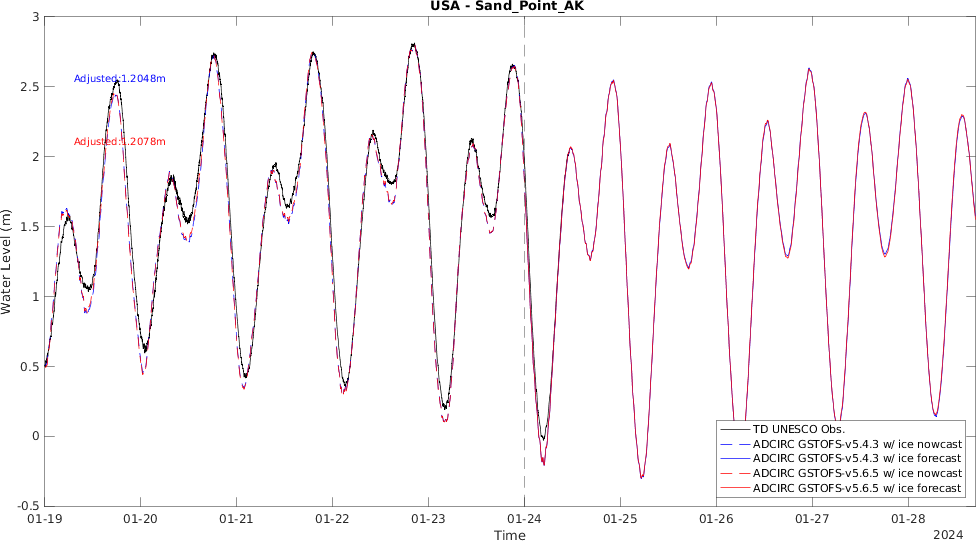 USA - Sand_Point_AK
3
2.5
2
1.5
1
0.5
0
-0.5
Water Level (m)
Adjusted:1.2048m
Adjusted:1.2078m
TD UNESCO Obs.
ADCIRC GSTOFS-v5.4.3 w/ ice nowcast
ADCIRC GSTOFS-v5.4.3 w/ ice forecast
ADCIRC GSTOFS-v5.6.5 w/ ice nowcast
ADCIRC GSTOFS-v5.6.5 w/ ice forecast
01-19 01-20 01-21 01-22 01-23 01-24 01-25 01-26 01-27 01-28
Time
2024